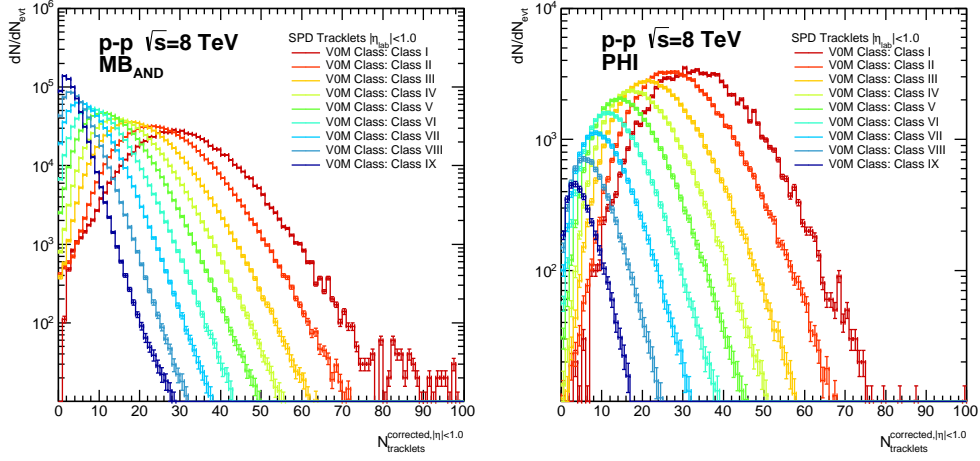 dN/dN_evt
p-p √s=8 TeV
MB_AND
SPD Tracklets |η_lab|<1.0
V0M Class: Class I
V0M Class: Class II
V0M Class: Class III
V0M Class: Class IV
V0M Class: Class V
V0M Class: Class VI
V0M Class: Class VII
V0M Class: Class VIII
V0M Class: Class IX
10^6
10^5
10^4
10^3
10^2
0 10 20 30 40 50 60 70 80 90 100
N_tracklets^corrected,|η|<1.0
dN/dN_evt
p-p √s=8 TeV
PHI
SPD Tracklets |η_lab|<1.0
V0M Class: Class I
V0M Class: Class II
V0M Class: Class III
V0M Class: Class IV
V0M Class: Class V
V0M Class: Class VI
V0M Class: Class VII
V0M Class: Class VIII
V0M Class: Class IX
10^4
10^3
10^2
0 10 20 30 40 50 60 70 80 90 100
N_tracklets^corrected,|η|<1.0